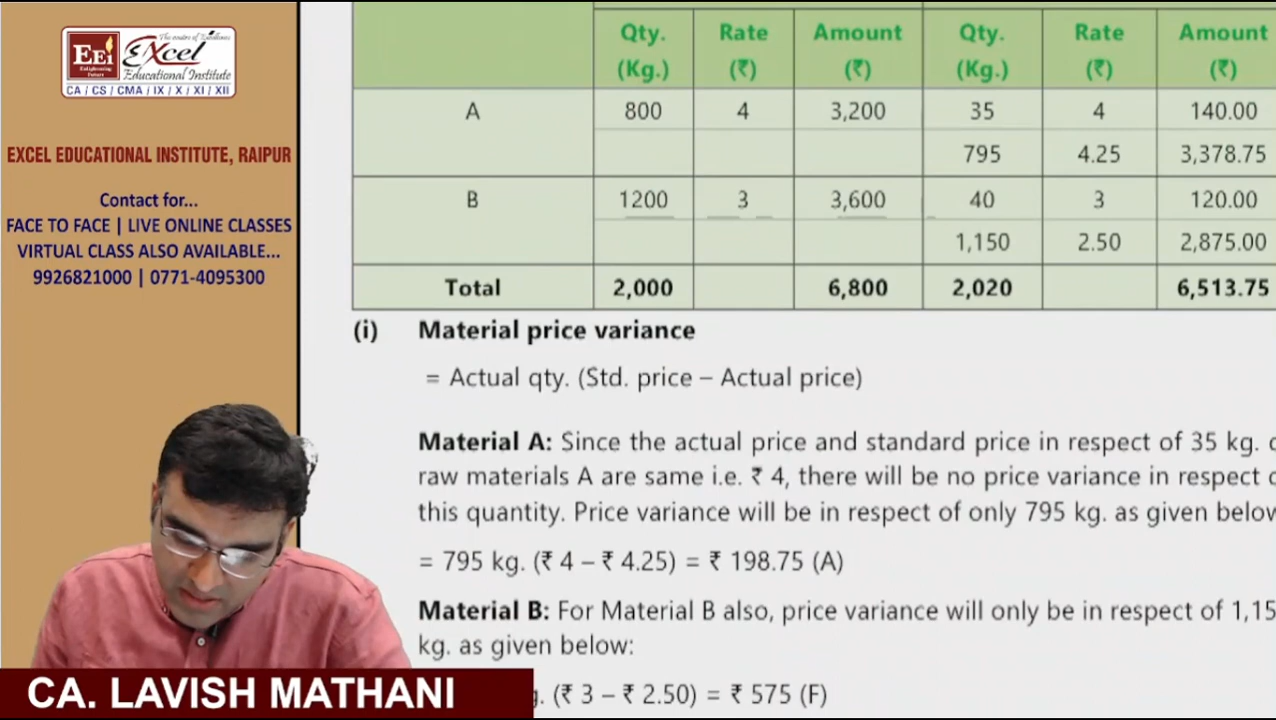 The centre of Excellence
EEi
Enlightening
Future
Excel
Educational Institute
CA / CS / CMA / IX / X / XI / XII
EXCEL EDUCATIONAL INSTITUTE, RAIPUR
Contact for...
FACE TO FACE | LIVE ONLINE CLASSES
VIRTUAL CLASS ALSO AVAILABLE...
9926821000 | 0771-4095300
Qty. Rate Amount Qty. Rate Amount
(Kg.) (₹) (₹) (Kg.) (₹) (₹)
A 800 4 3,200 35 4 140.00
795 4.25 3,378.75
B 1200 3 3,600 40 3 120.00
1,150 2.50 2,875.00
Total 2,000 6,800 2,020 6,513.75
(i) Material price variance
= Actual qty. (Std. price – Actual price)
Material A: Since the actual price and standard price in respect of 35 kg.
raw materials A are same i.e. ₹ 4, there will be no price variance in respect
this quantity. Price variance will be in respect of only 795 kg. as given below
= 795 kg. (₹ 4 – ₹ 4.25) = ₹ 198.75 (A)
Material B: For Material B also, price variance will only be in respect of 1,15
kg. as given below:
(₹ 3 – ₹ 2.50) = ₹ 575 (F)
CA. LAVISH MATHANI